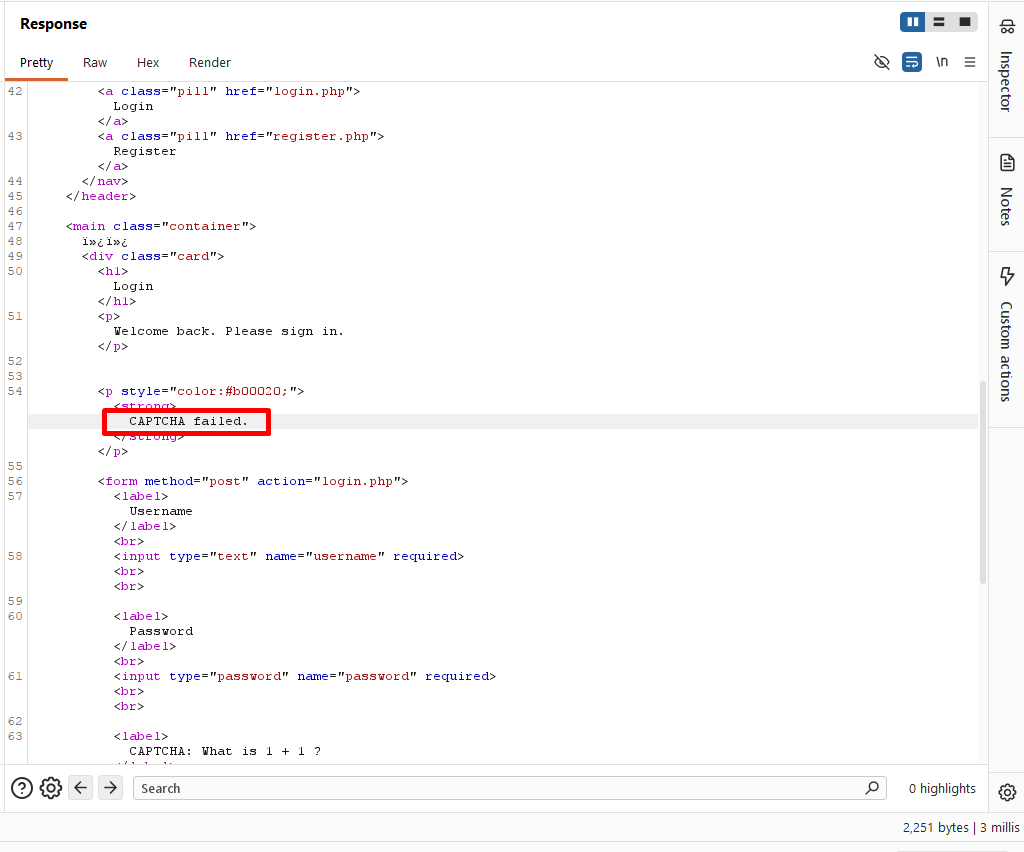 Response
Pretty Raw Hex Render \n
42 <a class="pill" href="login.php">
Login
</a>
43 <a class="pill" href="register.php">
Register
</a>
44 </nav>
45 </header>
46
47 <main class="container">
48 ï»¿ï»¿
49 <div class="card">
50 <h1>
Login
</h1>
51 <p>
Welcome back. Please sign in.
</p>
52
53
54 <p style="color:#b00020;">
<strong>
CAPTCHA failed.
</strong>
</p>
55
56 <form method="post" action="login.php">
57 <label>
Username
</label>
<br>
58 <input type="text" name="username" required>
<br>
<br>
59
60 <label>
Password
</label>
<br>
61 <input type="password" name="password" required>
<br>
<br>
62
63 <label>
CAPTCHA: What is 1 + 1 ?
Search
0 highlights
2,251 bytes | 3 millis
Inspector
Notes
Custom actions